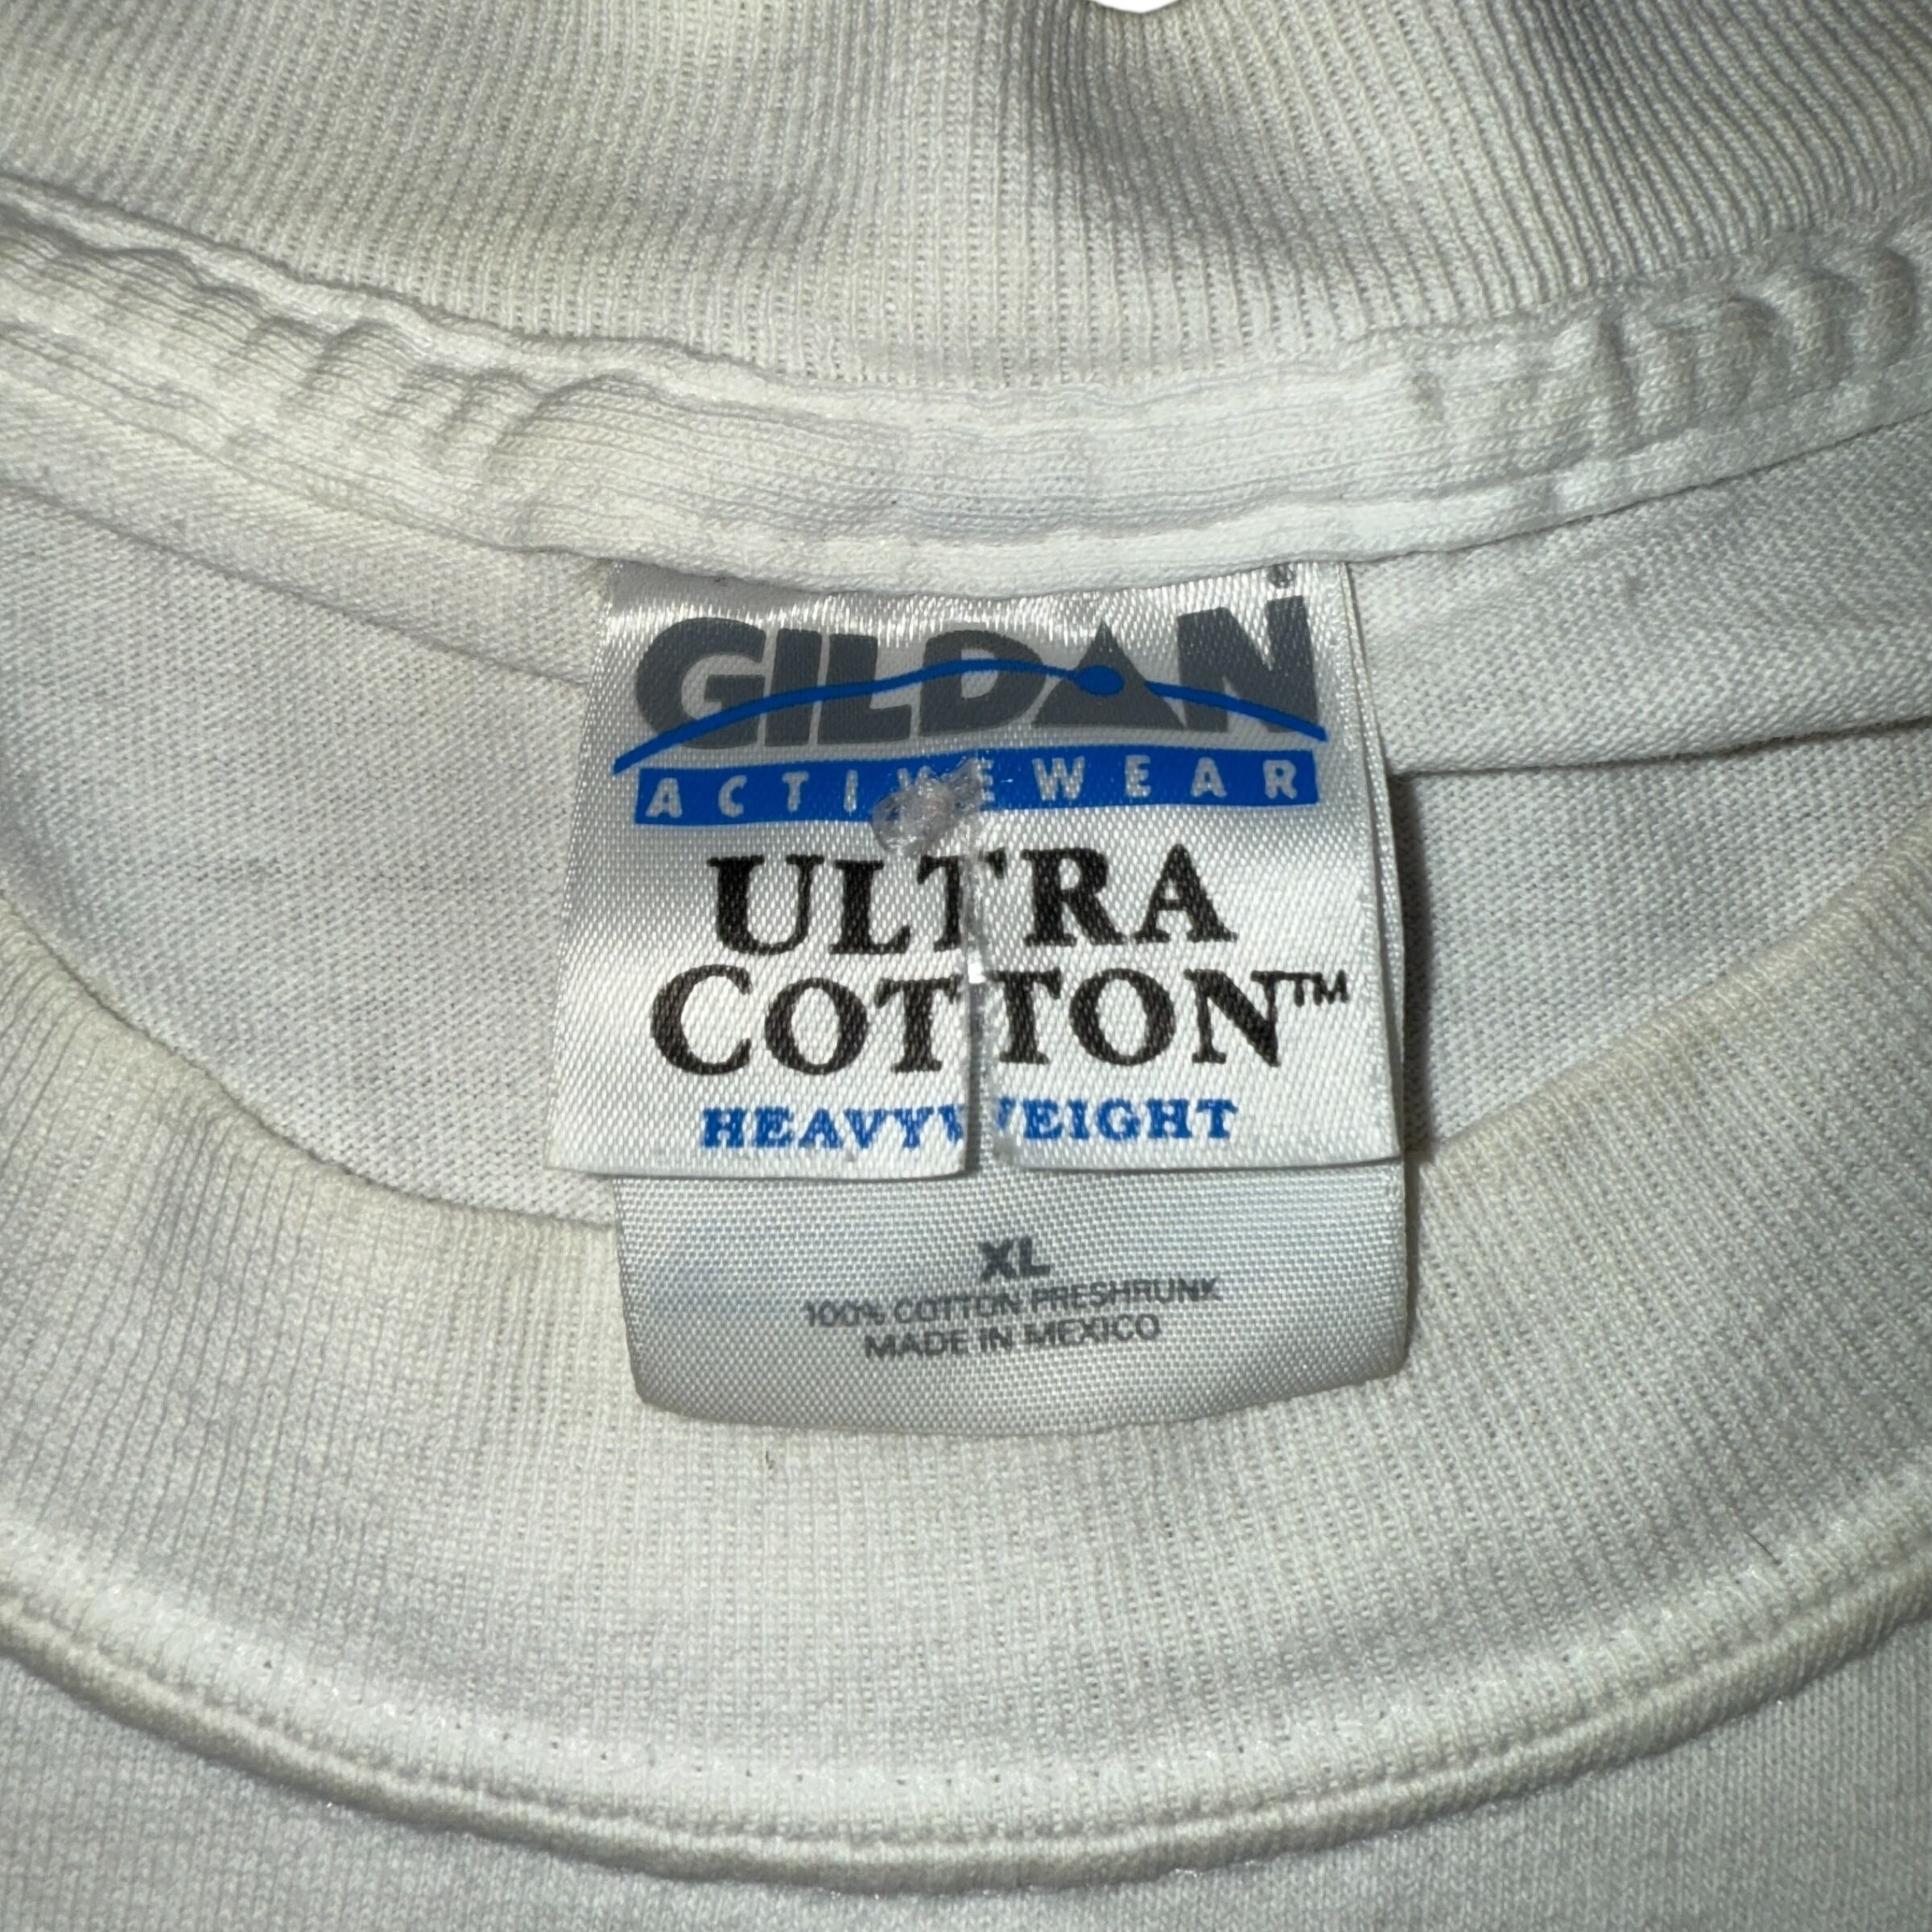 GILDAN®
ACTIVEWEAR
ULTRA
COTTON™
HEAVYWEIGHT
XL
100% COTTON PRESHRUNK
MADE IN MEXICO